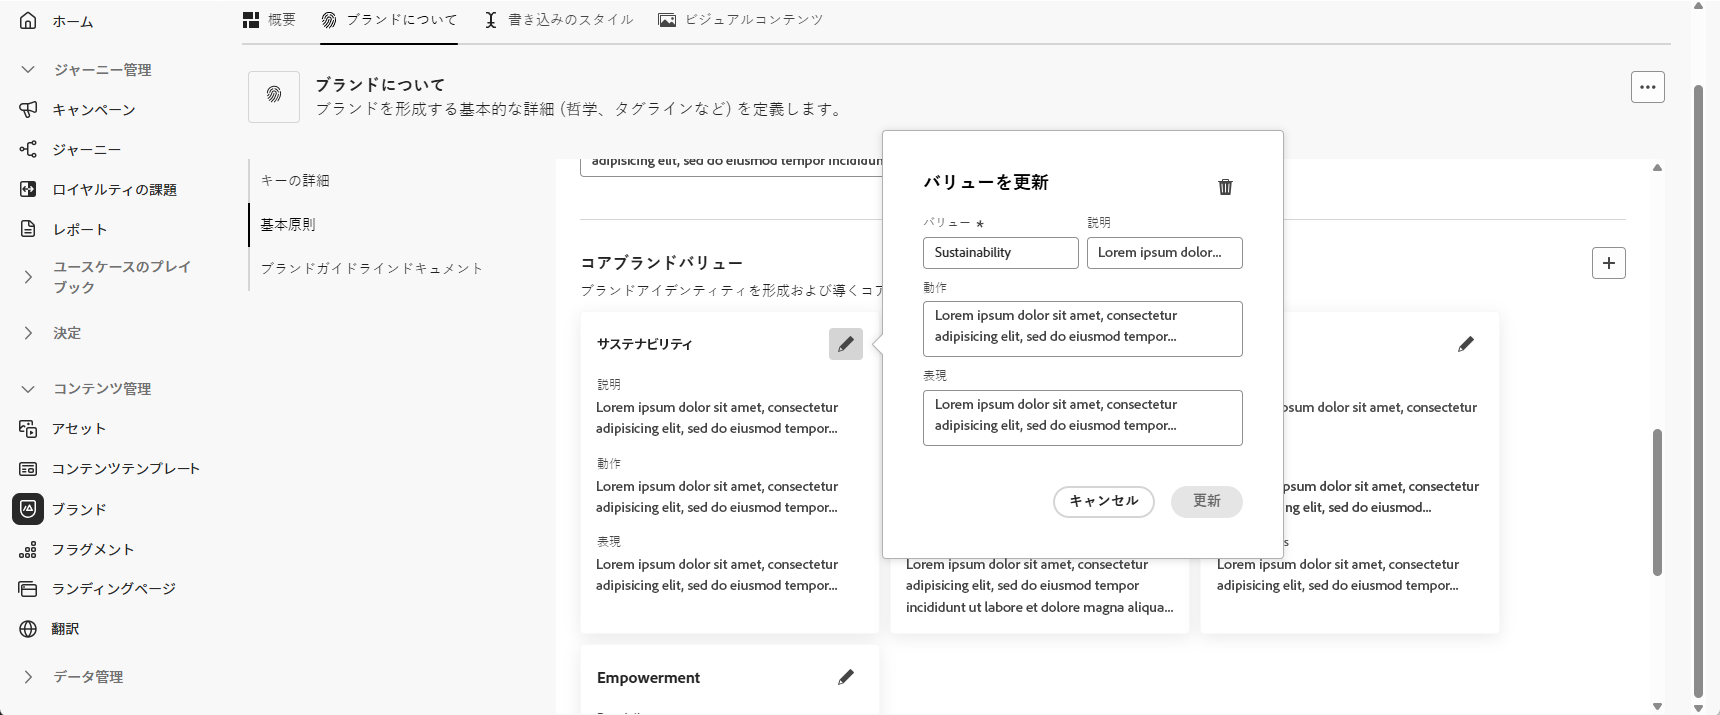 ホーム
ジャーニー管理
キャンペーン
ジャーニー
ロイヤルティの課題
レポート
ユースケースのプレイ
ブック
決定
コンテンツ管理
アセット
コンテンツテンプレート
ブランド
フラグメント
ランディングページ
翻訳
データ管理
概要
ブランドについて
書き込みのスタイル
ビジュアルコンテンツ
ブランドについて
ブランドを形成する基本的な詳細 (哲学、タグラインなど) を定義します。
キーの詳細
基本原則
ブランドガイドラインドキュメント
adipisicing elit, sed do eiusmod tempor incididun
コアブランドバリュー
ブランドアイデンティティを形成および導くコア
サステナビリティ
説明
Lorem ipsum dolor sit amet, consectetur
adipisicing elit, sed do eiusmod tempor...
動作
Lorem ipsum dolor sit amet, consectetur
adipisicing elit, sed do eiusmod tempor...
表現
Lorem ipsum dolor sit amet, consectetur
adipisicing elit, sed do eiusmod tempor...
バリューを更新
バリュー *
説明
Sustainability
Lorem ipsum dolor...
動作
Lorem ipsum dolor sit amet, consectetur
adipisicing elit, sed do eiusmod tempor...
表現
Lorem ipsum dolor sit amet, consectetur
adipisicing elit, sed do eiusmod tempor...
キャンセル
更新
Lorem ipsum dolor sit amet, consectetur
adipisicing elit, sed do eiusmod tempor
incididunt ut labore et dolore magna aliqua...
psum dolor sit amet, consectetur
psum dolor sit amet, consectetur
ng elit, sed do eiusmod...
s
Lorem ipsum dolor sit amet, consectetur
adipisicing elit, sed do eiusmod tempor...
Empowerment